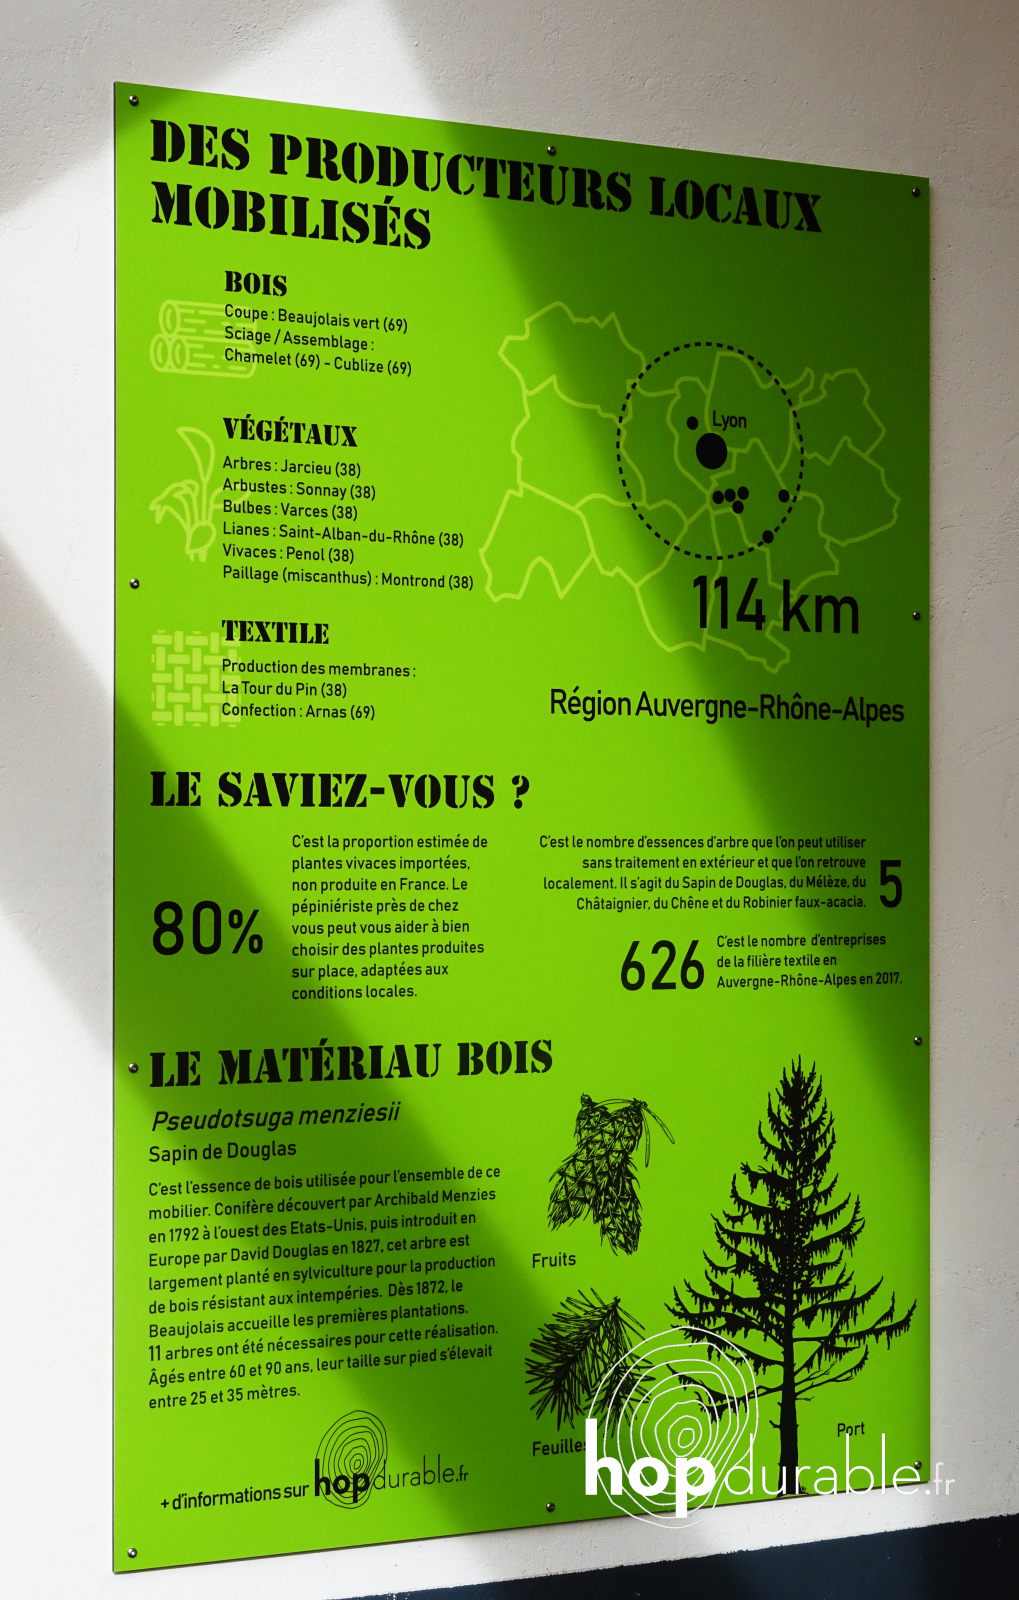 DES PRODUCTEURS LOCAUX
MOBILISÉS
BOIS
Coupe : Beaujolais vert (69)
Sciage / Assemblage :
Chamelet (69) - Cublize (69)
VÉGÉTAUX
Arbres : Jarcieu (38)
Arbustes : Sonnay (38)
Bulbes : Varces (38)
Lianes : Saint-Alban-du-Rhône (38)
Vivaces : Penol (38)
Paillage (miscanthus) : Montrond (38)
TEXTILE
Production des membranes :
La Tour du Pin (38)
Confection : Arnas (69)
Lyon
114 km
Région Auvergne-Rhône-Alpes
LE SAVIEZ-VOUS ?
80%
C'est la proportion estimée de
plantes vivaces importées,
non produite en France. Le
pépiniériste près de chez
vous peut vous aider à bien
choisir des plantes produites
sur place, adaptées aux
conditions locales.
C'est le nombre d'essences d'arbre que l'on peut utiliser
sans traitement en extérieur et que l'on retrouve
localement. Il s'agit du Sapin de Douglas, du Mélèze, du
Châtaignier, du Chêne et du Robinier faux-acacia.
5
626
C'est le nombre d'entreprises
de la filière textile en
Auvergne-Rhône-Alpes en 2017.
LE MATÉRIAU BOIS
Pseudotsuga menziesii
Sapin de Douglas
C'est l'essence de bois utilisée pour l'ensemble de ce
mobilier. Conifère découvert par Archibald Menzies
en 1792 à l'ouest des Etats-Unis, puis introduit en
Europe par David Douglas en 1827, cet arbre est
largement planté en sylviculture pour la production
de bois résistant aux intempéries. Dès 1872, le
Beaujolais accueille les premières plantations.
11 arbres ont été nécessaires pour cette réalisation.
Âgés entre 60 et 90 ans, leur taille sur pied s'élevait
entre 25 et 35 mètres.
Fruits
Feuilles
Port
+ d'informations sur hopdurable.fr
hopdurable.fr